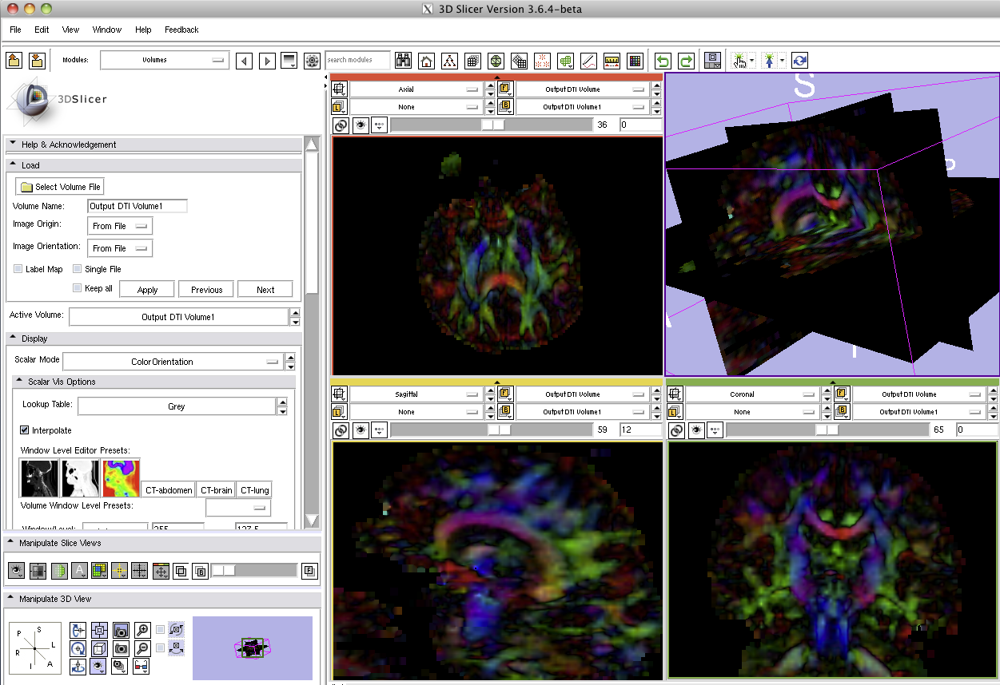 3D Slicer Version 3.6.4-beta
File Edit View Window Help Feedback
Modules: Volumes search modules
3DSlicer
Help & Acknowledgement
Load
Select Volume File
Volume Name: Output DTI Volume1
Image Origin: From File
Image Orientation: From File
Label Map Single File
Keep all Apply Previous Next
Active Volume: Output DTI Volume1
Display
Scalar Mode ColorOrientation
Scalar Vis Options
Lookup Table: Grey
Interpolate
Window Level Editor Presets:
CT-abdomen CT-brain CT-lung
Volume Window Level Presets:
Window/Level: 255 127.5
Manipulate Slice Views
A B F
Manipulate 3D View
P S L R I A
Axial F Output DTI Volume
L None B Output DTI Volume1
36 0
S
P
A
I
Sagittal F Output DTI Volume
L None B Output DTI Volume1
59 12
Coronal F Output DTI Volume
L None B Output DTI Volume1
65 0